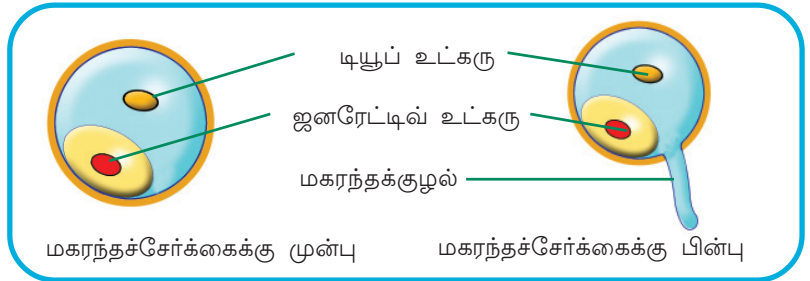 டியூப் உட்கரு
ஜனரேட்டிவ் உட்கரு
மகரந்தக்குழல்
மகரந்தச்சேர்க்கைக்கு முன்பு
மகரந்தச்சேர்க்கைக்கு பின்பு